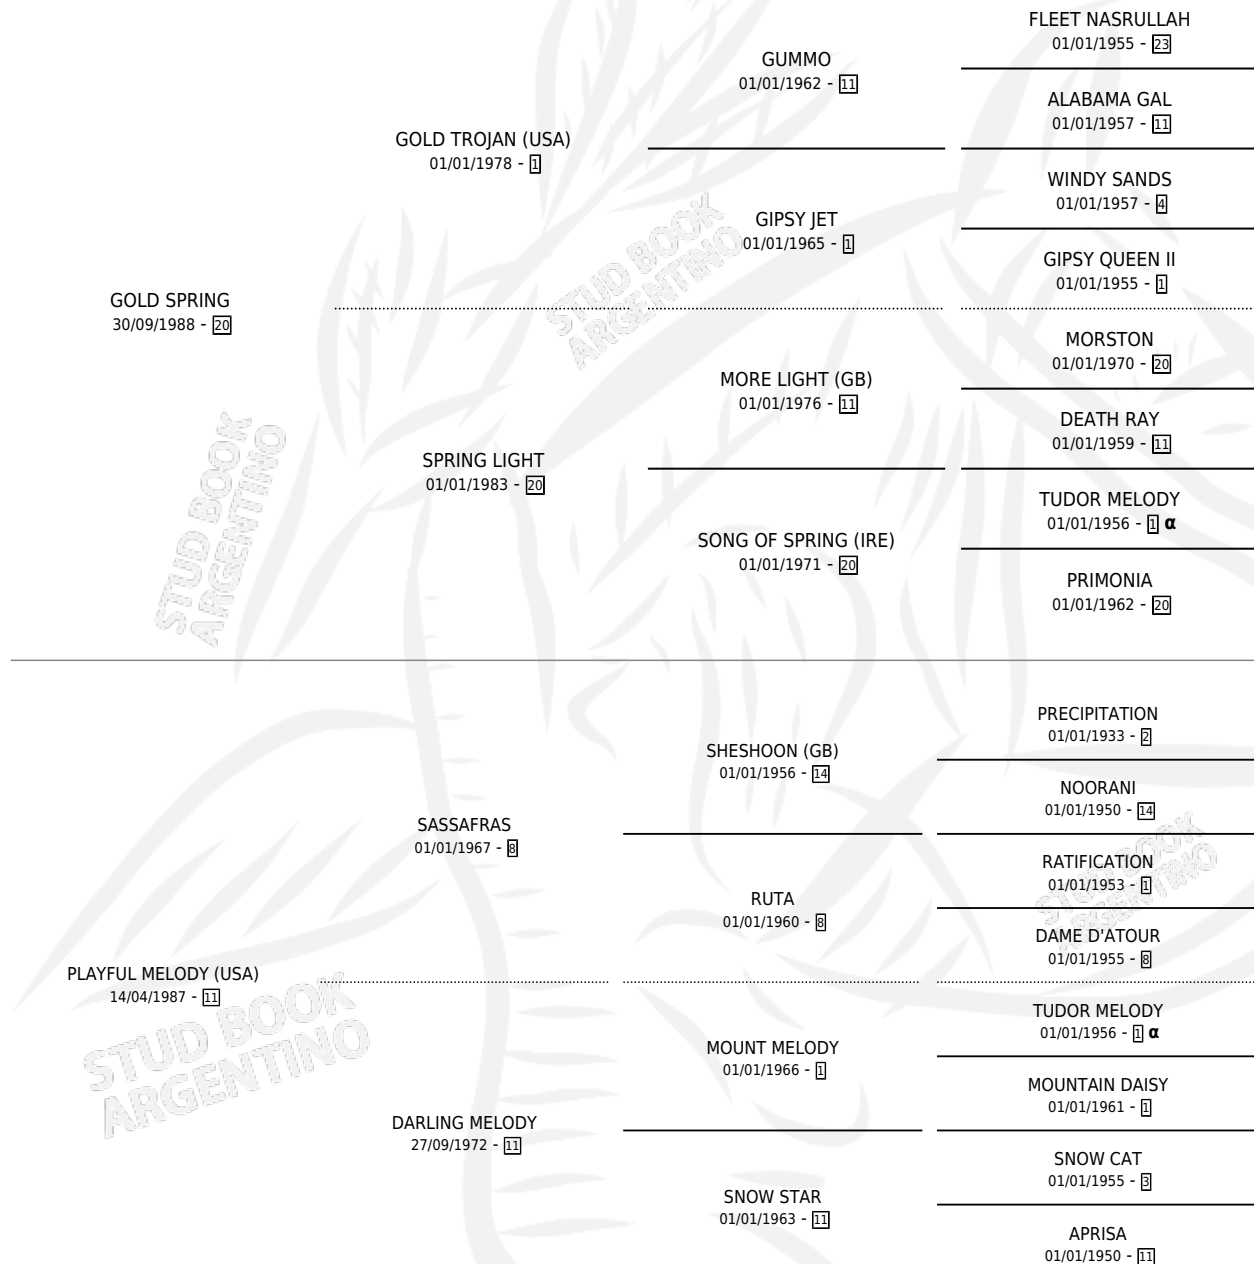 FLEET NASRULLAH
01/01/1955 - 23
GUMMO
01/01/1962 - 11
ALABAMA GAL
01/01/1957 - 11
GOLD TROJAN (USA)
01/01/1978 - 1
WINDY SANDS
01/01/1957 - 4
GIPSY JET
01/01/1965 - 1
GIPSY QUEEN II
01/01/1955 - 1
GOLD SPRING
30/09/1988 - 20
MORSTON
01/01/1970 - 20
MORE LIGHT (GB)
01/01/1976 - 11
DEATH RAY
01/01/1959 - 11
SPRING LIGHT
01/01/1983 - 20
TUDOR MELODY
01/01/1956 - 1 α
SONG OF SPRING (IRE)
01/01/1971 - 20
PRIMONIA
01/01/1962 - 20
PRECIPITATION
01/01/1933 - 2
SHESHOON (GB)
01/01/1956 - 14
NOORANI
01/01/1950 - 14
SASSAFRAS
01/01/1967 - 8
RATIFICATION
01/01/1953 - 1
RUTA
01/01/1960 - 8
DAME D'ATOUR
01/01/1955 - 8
PLAYFUL MELODY (USA)
14/04/1987 - 11
TUDOR MELODY
01/01/1956 - 1 α
MOUNT MELODY
01/01/1966 - 1
MOUNTAIN DAISY
01/01/1961 - 1
DARLING MELODY
27/09/1972 - 11
SNOW CAT
01/01/1955 - 3
SNOW STAR
01/01/1963 - 11
APRISA
01/01/1950 - 11
STUD BOOK
ARGENTINO
STUD BOOK
ARGENTINO
STUD BOOK
ARGENTINO
STUD BOOK
ARGENTINO